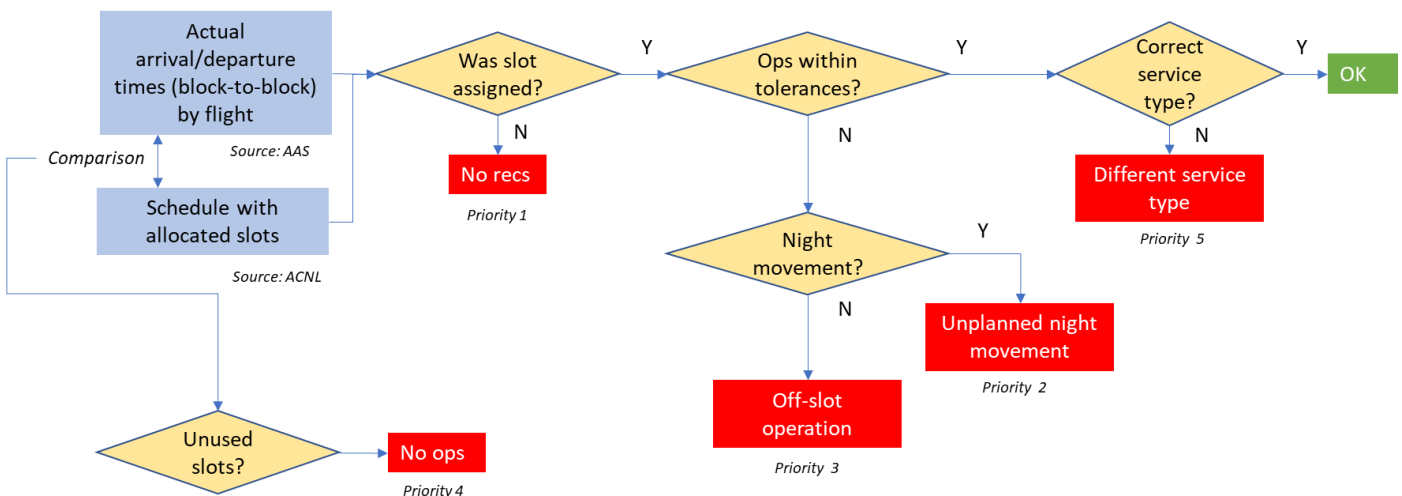 Actual
arrival/departure
times (block-to-block)
by flight
Source: AAS
Comparison
Schedule with
allocated slots
Source: ACNL
Was slot
assigned?
Y
N
No recs
Priority 1
Ops within
tolerances?
Y
N
Correct
service
type?
Y
OK
N
Different service
type
Priority 5
Night
movement?
Y
N
Unplanned night
movement
Priority 2
Off-slot
operation
Priority 3
Unused
slots?
No ops
Priority 4